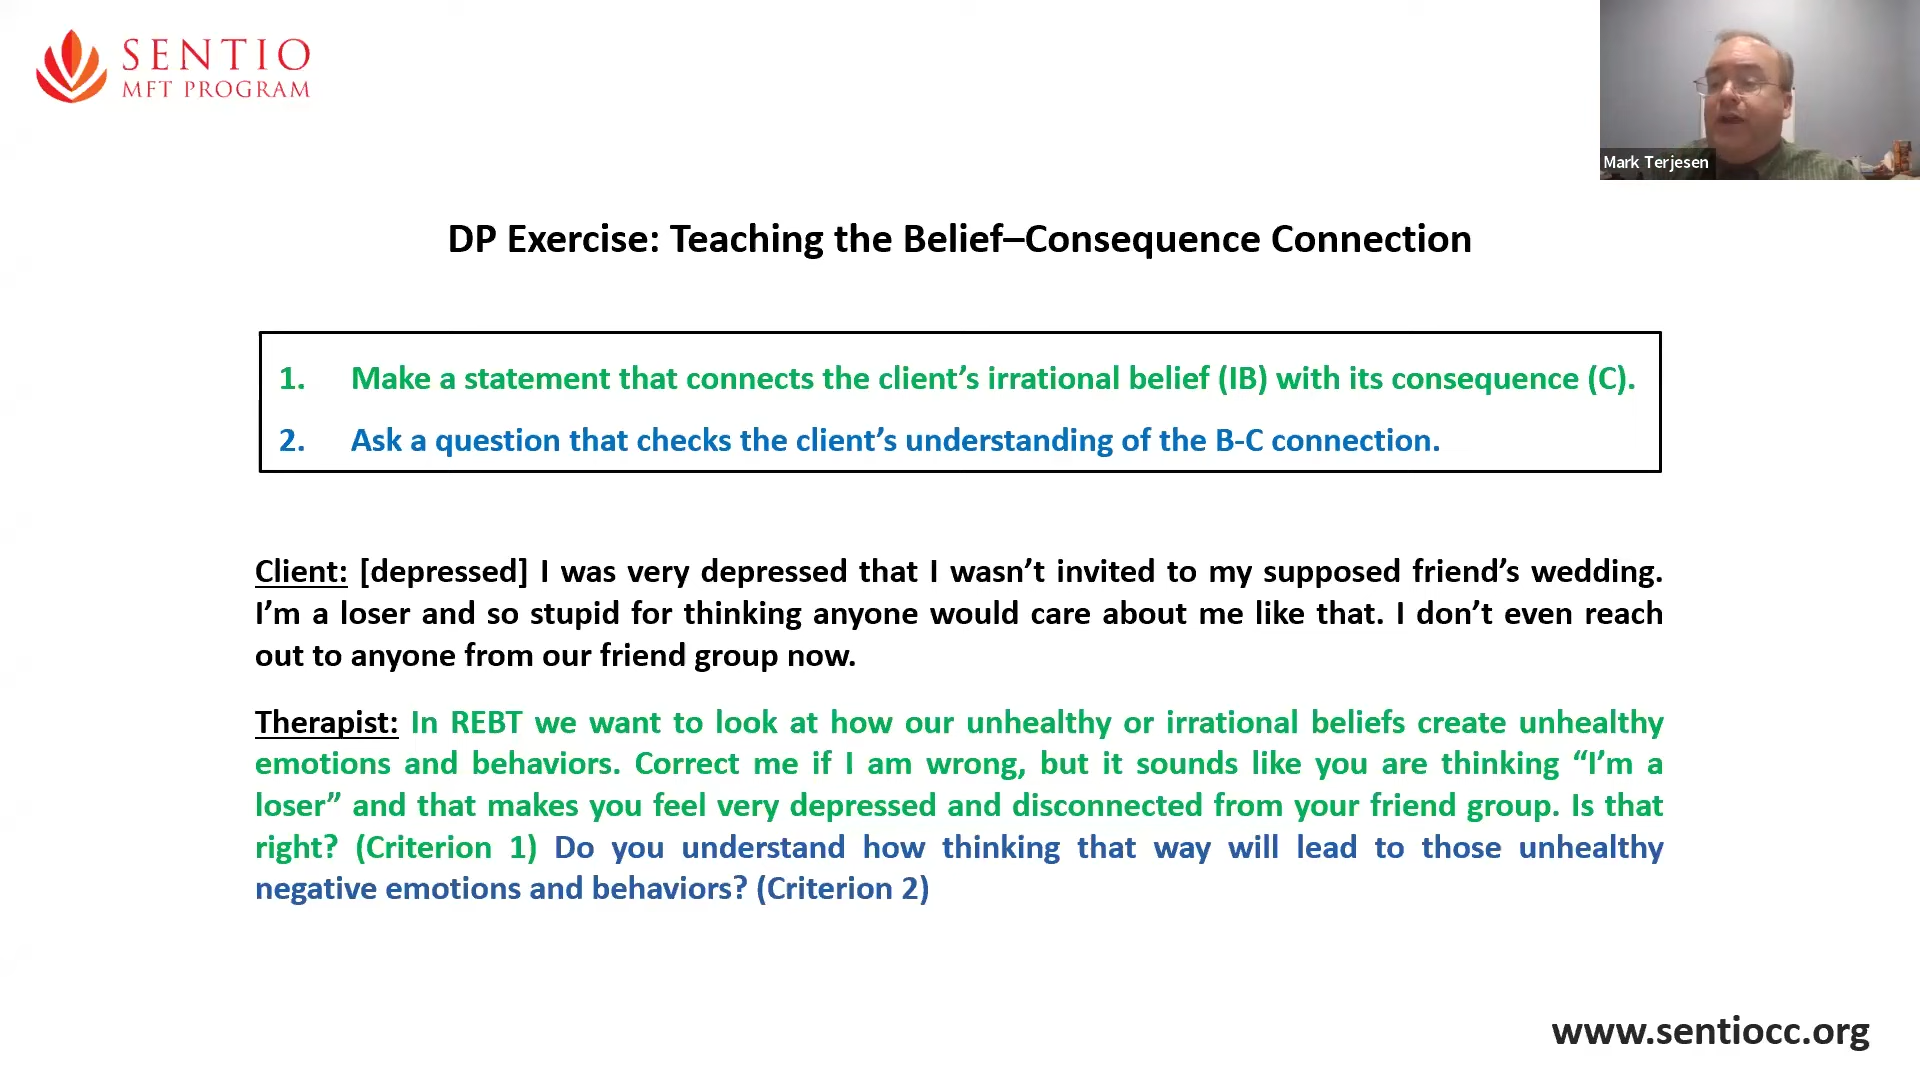 SENTIO
MFT PROGRAM
Mark Terjesen
DP Exercise: Teaching the Belief–Consequence Connection
1. Make a statement that connects the client’s irrational belief (IB) with its consequence (C).
2. Ask a question that checks the client’s understanding of the B-C connection.
Client: [depressed] I was very depressed that I wasn’t invited to my supposed friend’s wedding.
I’m a loser and so stupid for thinking anyone would care about me like that. I don’t even reach
out to anyone from our friend group now.
Therapist: In REBT we want to look at how our unhealthy or irrational beliefs create unhealthy
emotions and behaviors. Correct me if I am wrong, but it sounds like you are thinking “I’m a
loser” and that makes you feel very depressed and disconnected from your friend group. Is that
right? (Criterion 1) Do you understand how thinking that way will lead to those unhealthy
negative emotions and behaviors? (Criterion 2)
www.sentiocc.org